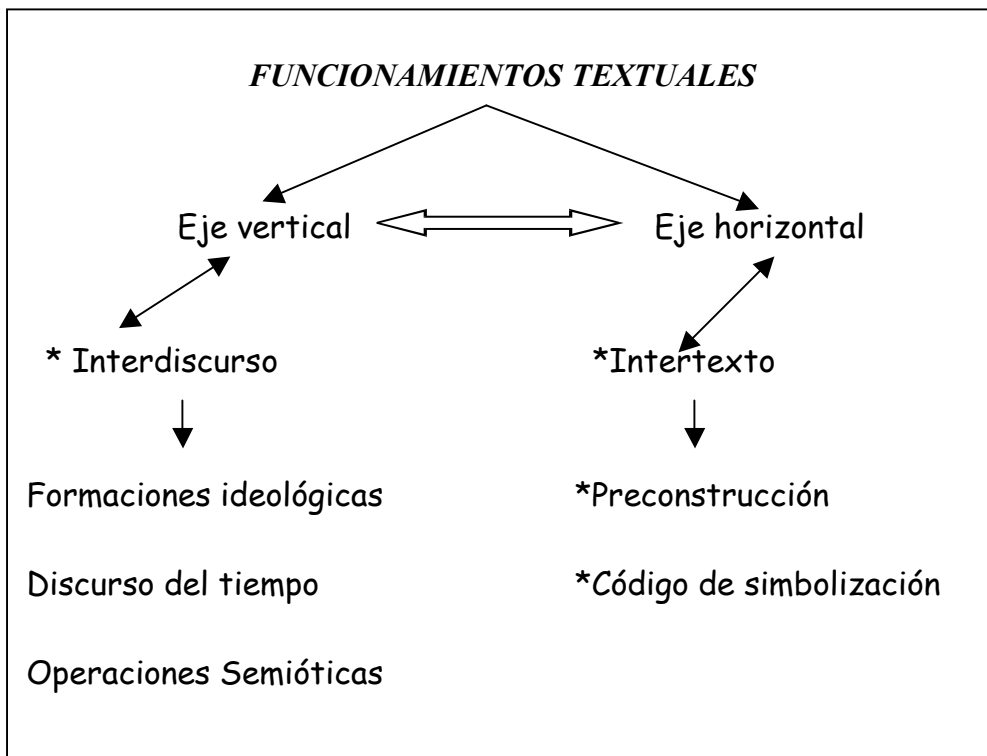 FUNCIONAMIENTOS TEXTUALES
Eje vertical
Eje horizontal
* Interdiscurso
*Intertexto
Formaciones ideológicas
*Preconstrucción
Discurso del tiempo
*Código de simbolización
Operaciones Semióticas